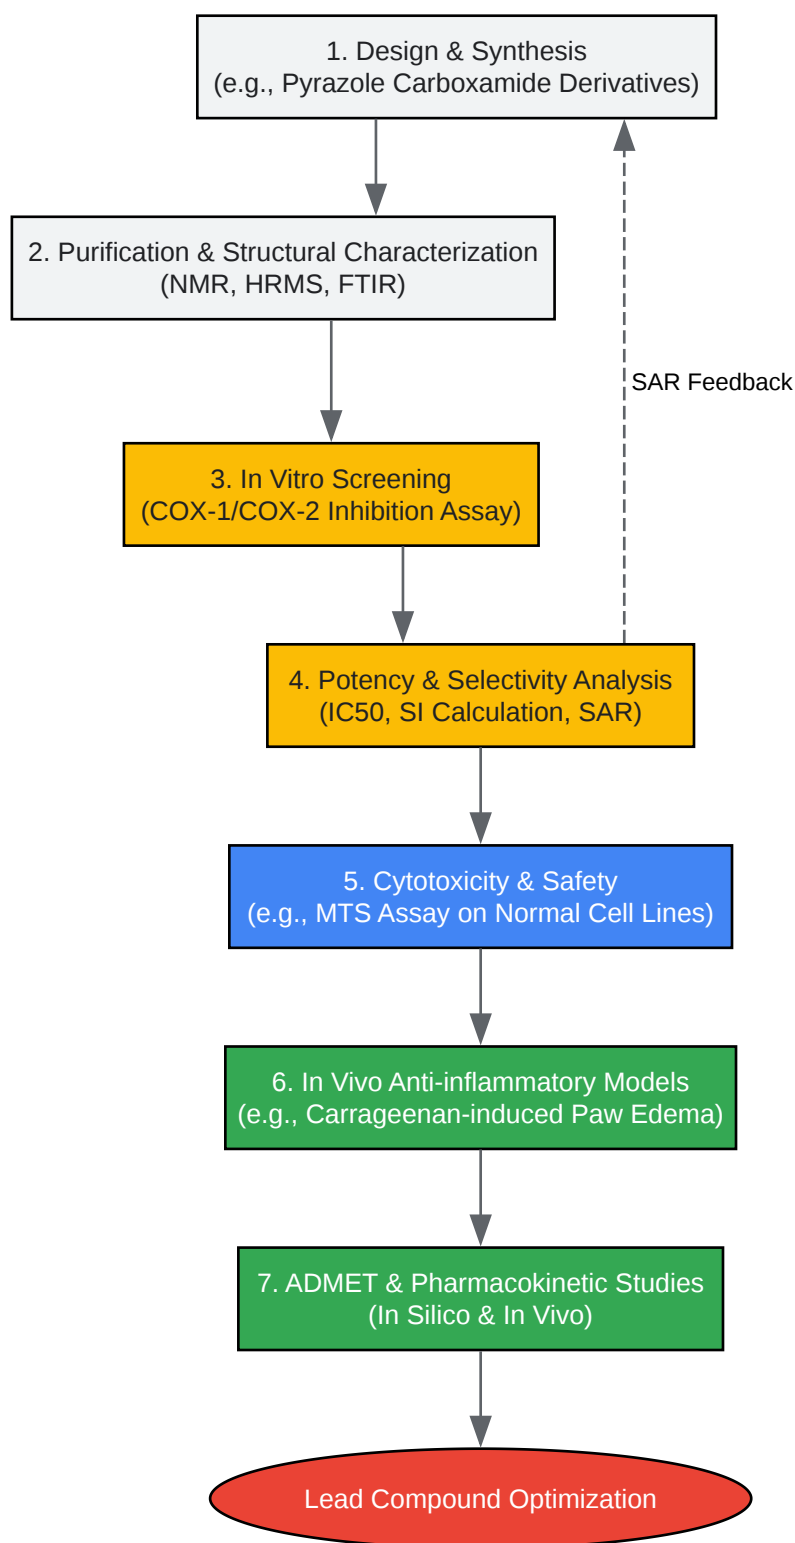 1. Design & Synthesis
(e.g., Pyrazole Carboxamide Derivatives)
2. Purification & Structural Characterization
(NMR, HRMS, FTIR)
SAR Feedback
3. In Vitro Screening
(COX-1/COX-2 Inhibition Assay)
4. Potency & Selectivity Analysis
(IC50, SI Calculation, SAR)
5. Cytotoxicity & Safety
(e.g., MTS Assay on Normal Cell Lines)
6. In Vivo Anti-inflammatory Models
(e.g., Carrageenan-induced Paw Edema)
7. ADMET & Pharmacokinetic Studies
(In Silico & In Vivo)
Lead Compound Optimization